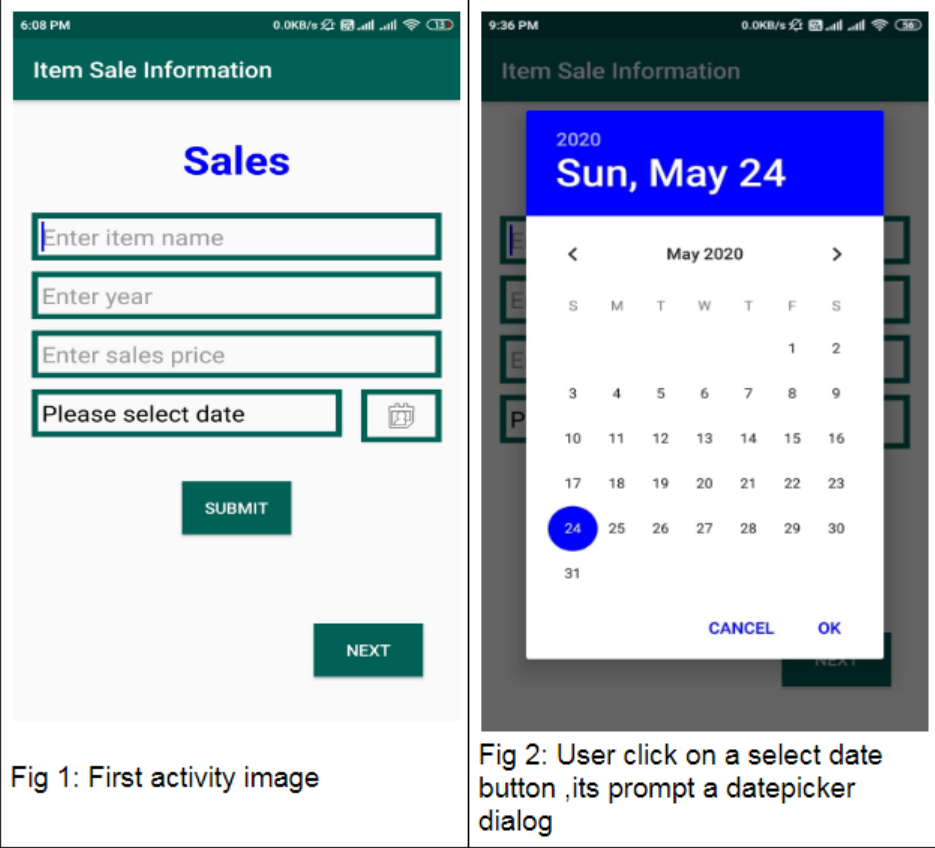 6:08 PM 0.0KB/s 13
Item Sale Information
Sales
Enter item name
Enter year
Enter sales price
Please select date
SUBMIT
NEXT
Fig 1: First activity image
9:36 PM 0.0KB/s 56
Item Sale Information
2020
Sun, May 24
May 2020
S M T W T F S
1 2
3 4 5 6 7 8 9
10 11 12 13 14 15 16
17 18 19 20 21 22 23
24 25 26 27 28 29 30
31
E
E
E
P
CANCEL OK
NEXT
Fig 2: User click on a select date
button ,its prompt a datepicker
dialog